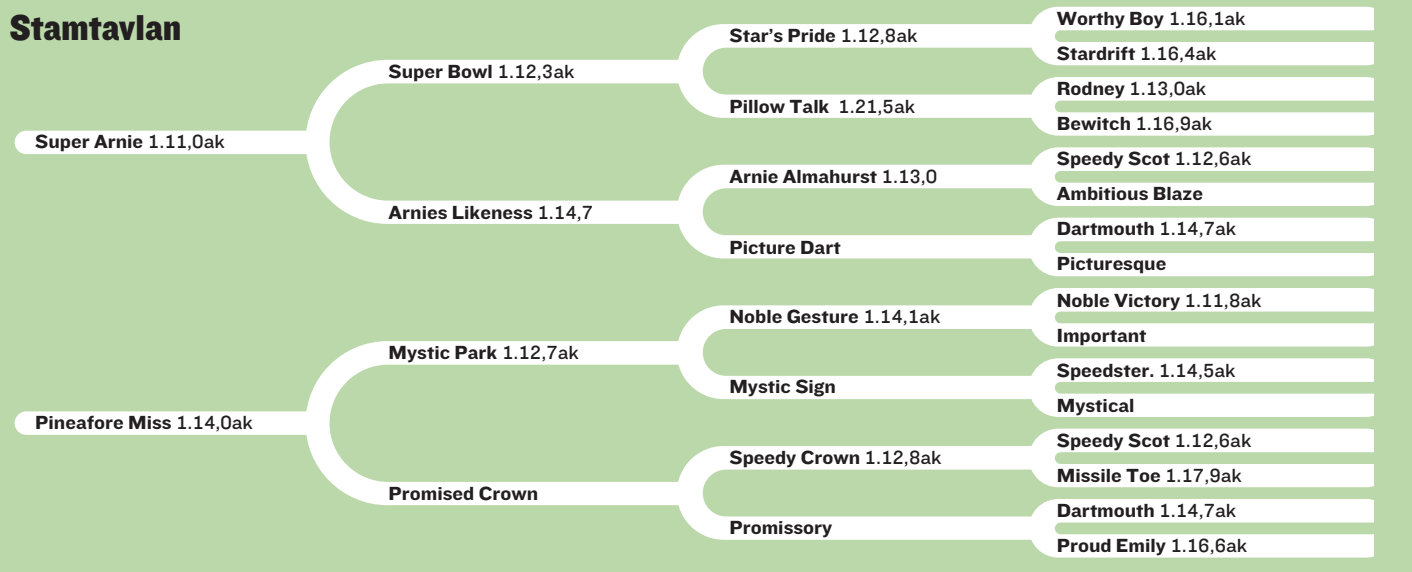 Stamtavlan
Super Arnie 1.11,0ak
Super Bowl 1.12,3ak
Star's Pride 1.12,8ak
Worthy Boy 1.16,1ak
Stardrift 1.16,4ak
Pillow Talk 1.21,5ak
Rodney 1.13,0ak
Bewitch 1.16,9ak
Arnies Likeness 1.14,7
Arnie Almahurst 1.13,0
Speedy Scot 1.12,6ak
Ambitious Blaze
Picture Dart
Dartmouth 1.14,7ak
Picturesque
Pineafore Miss 1.14,0ak
Mystic Park 1.12,7ak
Noble Gesture 1.14,1ak
Noble Victory 1.11,8ak
Important
Mystic Sign
Speedster. 1.14,5ak
Mystical
Promised Crown
Speedy Crown 1.12,8ak
Speedy Scot 1.12,6ak
Missile Toe 1.17,9ak
Promissory
Dartmouth 1.14,7ak
Proud Emily 1.16,6ak